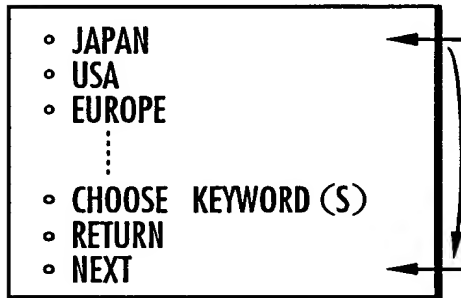 ∘ JAPAN
∘ USA
∘ EUROPE
∘ CHOOSE KEYWORD(S)
∘ RETURN
∘ NEXT